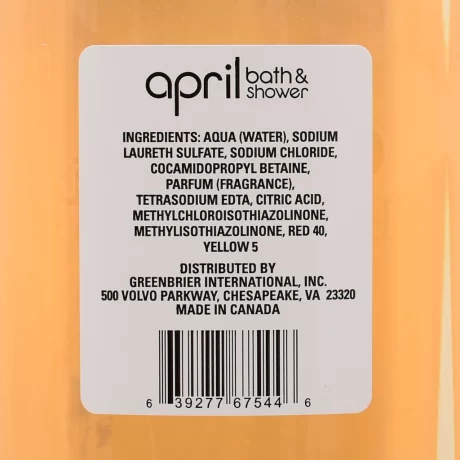 april bath &
shower
INGREDIENTS: AQUA (WATER), SODIUM
LAURETH SULFATE, SODIUM CHLORIDE,
COCAMIDOPROPYL BETAINE,
PARFUM (FRAGRANCE),
TETRASODIUM EDTA, CITRIC ACID,
METHYLCHLOROISOTHIAZOLINONE,
METHYLISOTHIAZOLINONE, RED 40,
YELLOW 5
DISTRIBUTED BY
GREENBRIER INTERNATIONAL, INC.
500 VOLVO PARKWAY, CHESAPEAKE, VA 23320
MADE IN CANADA
6 39277 67544 6